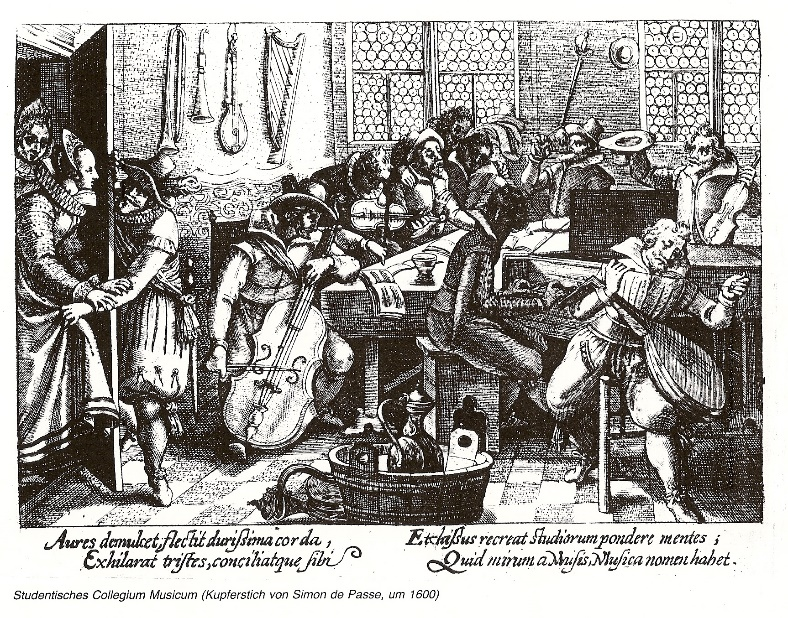 Aures demulcet, flectit durißima corda,
Exhilarat tristes, conciliatque sibi
Et laßus recreat studiorum pondere mentes;
Quid mirum a Musis, Musica nomen habet.
Studentisches Collegium Musicum (Kupferstich von Simon de Passe, um 1600)